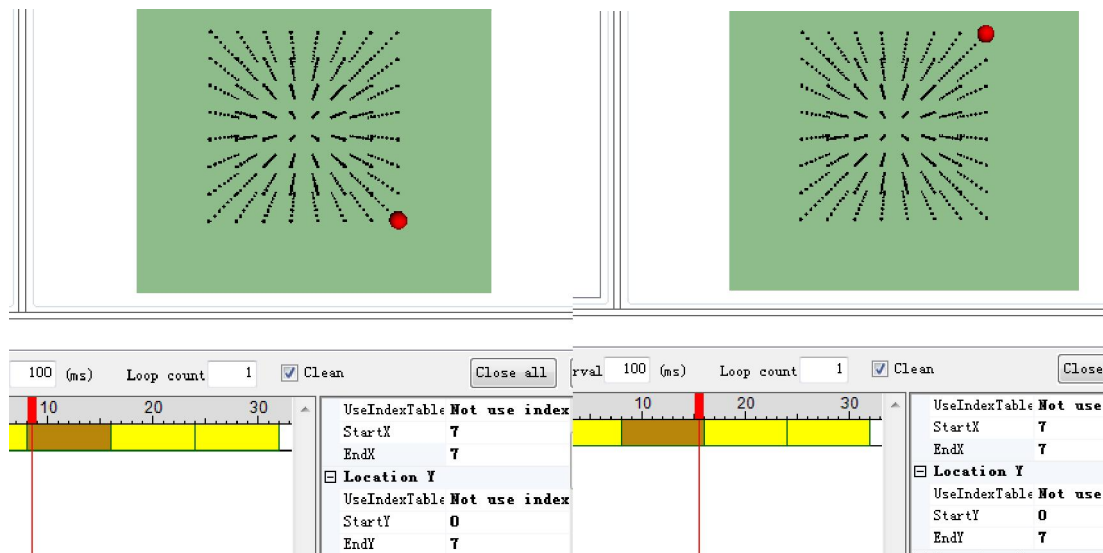 100 (ms) Loop count 1 Clean Close all
10 20 30
UseIndexTable Not use index
StartX 7
EndX 7
Location Y
UseIndexTable Not use index
StartY 0
EndY 7
rval 100 (ms) Loop count 1 Clean Close
10 20 30
UseIndexTable Not use
StartX 7
EndX 7
Location Y
UseIndexTable Not use
StartY 0
EndY 7